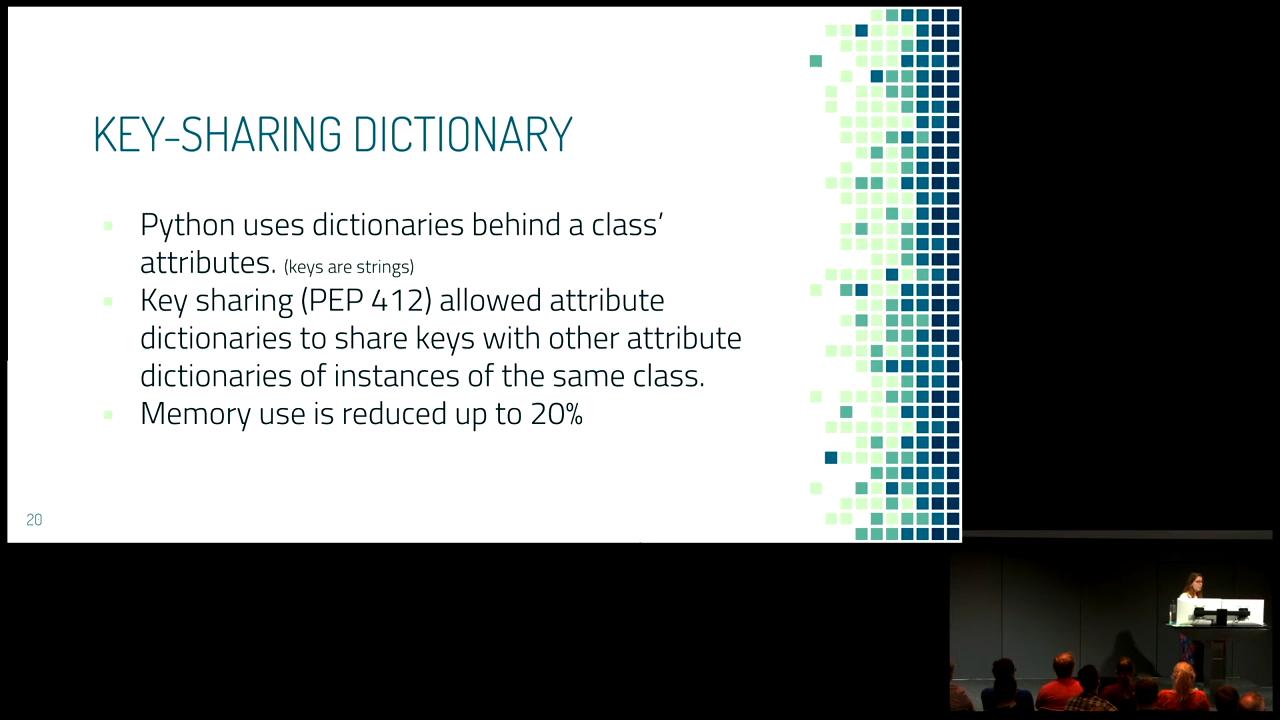 KEY-SHARING DICTIONARY
Python uses dictionaries behind a class’
attributes. (keys are strings)
Key sharing (PEP 412) allowed attribute
dictionaries to share keys with other attribute
dictionaries of instances of the same class.
Memory use is reduced up to 20%
20